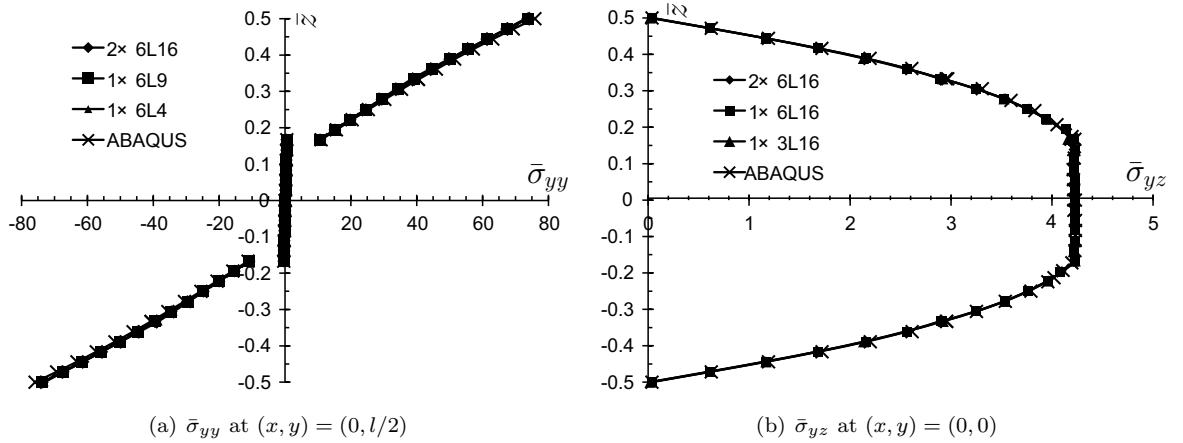 0.5
z̄
2× 6L16
1× 6L9
1× 6L4
ABAQUS
0.4
0.3
0.2
0.1
0
-0.1
-0.2
-0.3
-0.4
-0.5
σ̄yy
-80 -60 -40 -20 20 40 60 80
(a) σ̄yy at (x, y) = (0, l/2)
0.5
z̄
0.4
0.3
0.2
0.1
0
-0.1
-0.2
-0.3
-0.4
-0.5
2× 6L16
1× 6L16
1× 3L16
ABAQUS
σ̄yz
0 1 2 3 4 5
(b) σ̄yz at (x, y) = (0, 0)